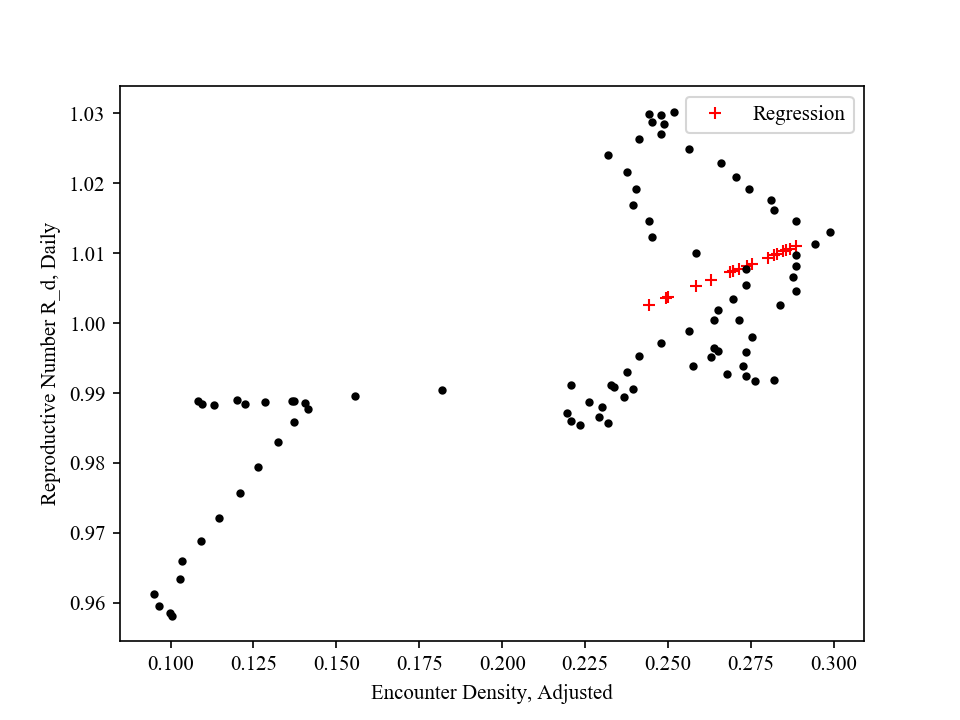 Regression
1.03
1.02
1.01
1.00
0.99
0.98
0.97
0.96
Reproductive Number R_d, Daily
0.100 0.125 0.150 0.175 0.200 0.225 0.250 0.275 0.300
Encounter Density, Adjusted